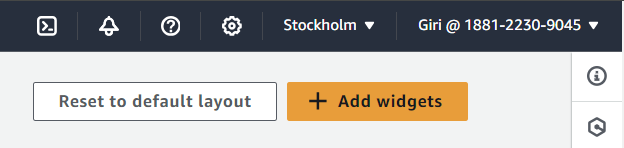 Stockholm ▼ Giri @ 1881-2230-9045 ▼
Reset to default layout + Add widgets